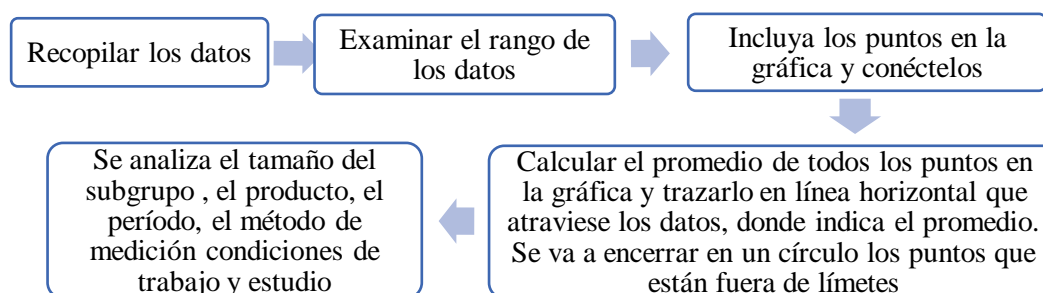 Recopilar los datos
Examinar el rango de
los datos
Incluya los puntos en la
gráfica y conéctelos
Calcular el promedio de todos los puntos en
la gráfica y trazarlo en línea horizontal que
atraviese los datos, donde indica el promedio.
Se va a encerrar en un círculo los puntos que
están fuera de límetes
Se analiza el tamaño del
subgrupo , el producto, el
período, el método de
medición condiciones de
trabajo y estudio